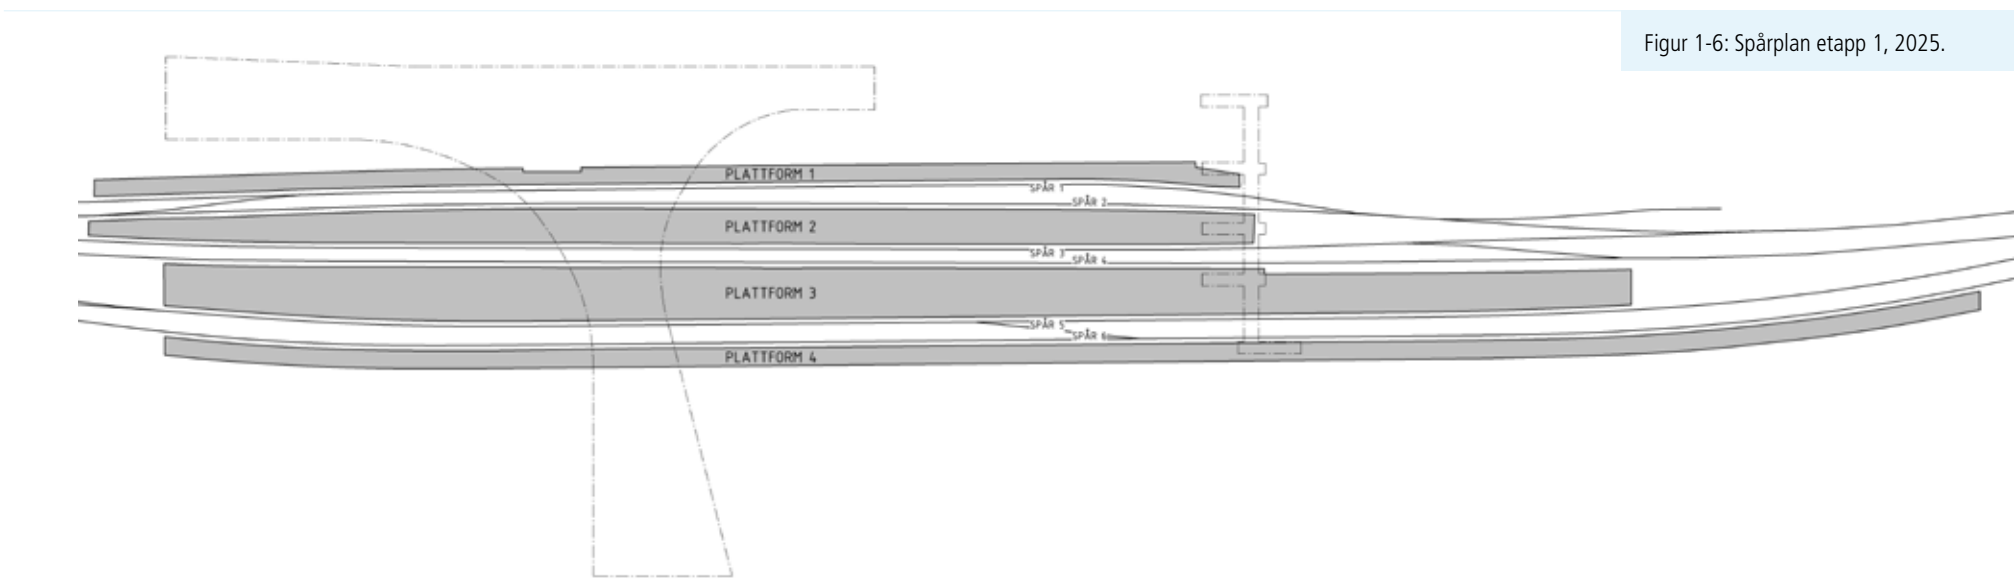 Figur 1-6: Spårplan etapp 1, 2025.
PLATTFORM 1
SPÅR 1
SPÅR 2
PLATTFORM 2
SPÅR 3
SPÅR 4
PLATTFORM 3
SPÅR 5
SPÅR 6
PLATTFORM 4